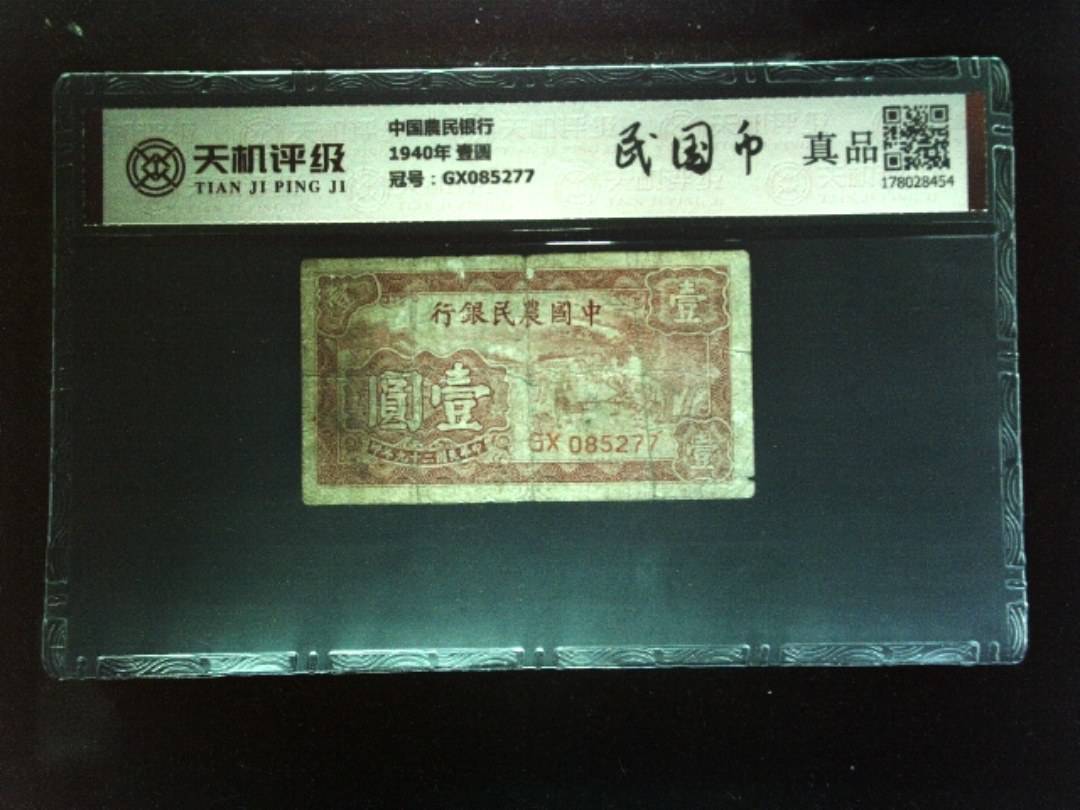 天机评级
TIAN JI PING JI
中国農民银行
1940年 壹圆
冠号：GX085277
民国币
真品
178028454
行銀民農國中
壹
圓壹
GX 085277
壹